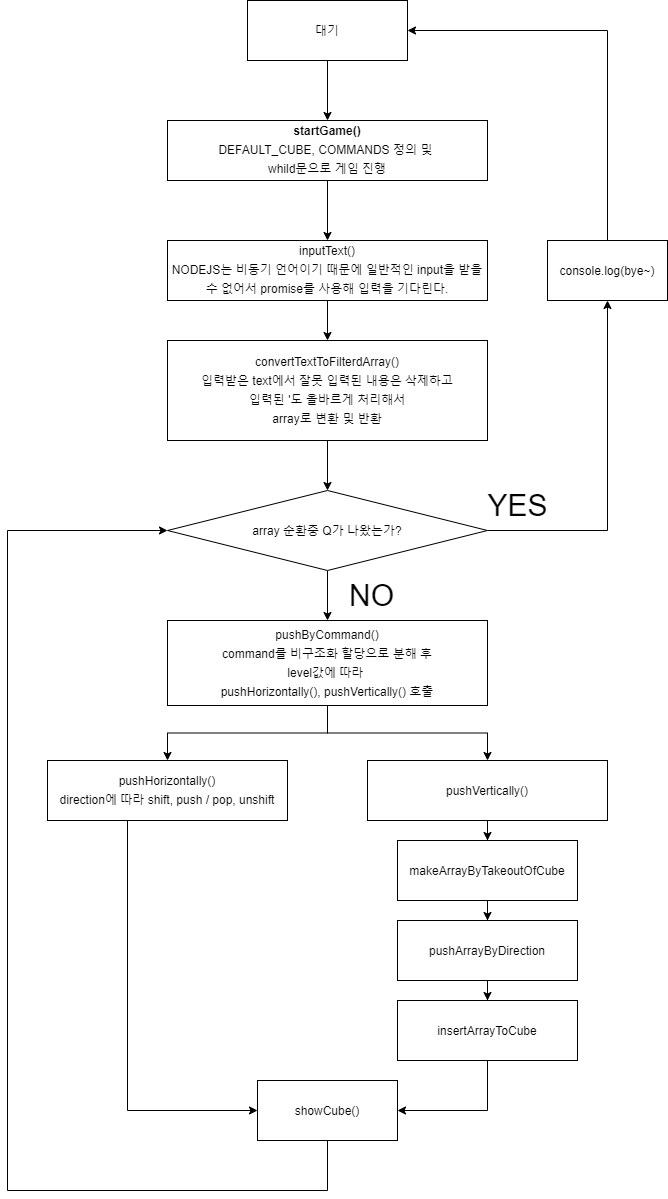 대기
startGame()
DEFAULT_CUBE, COMMANDS 정의 및
whild문으로 게임 진행
inputText()
NODEJS는 비동기 언어이기 때문에 일반적인 input을 받을
수 없어서 promise를 사용해 입력을 기다린다.
console.log(bye~)
convertTextToFilterdArray()
입력받은 text에서 잘못 입력된 내용은 삭제하고
입력된 '도 올바르게 처리해서
array로 변환 및 반환
YES
array 순환중 Q가 나왔는가?
NO
pushByCommand()
command를 비구조화 할당으로 분해 후
level값에 따라
pushHorizontally(), pushVertically() 호출
pushHorizontally()
direction에 따라 shift, push / pop, unshift
pushVertically()
makeArrayByTakeoutOfCube
pushArrayByDirection
insertArrayToCube
showCube()